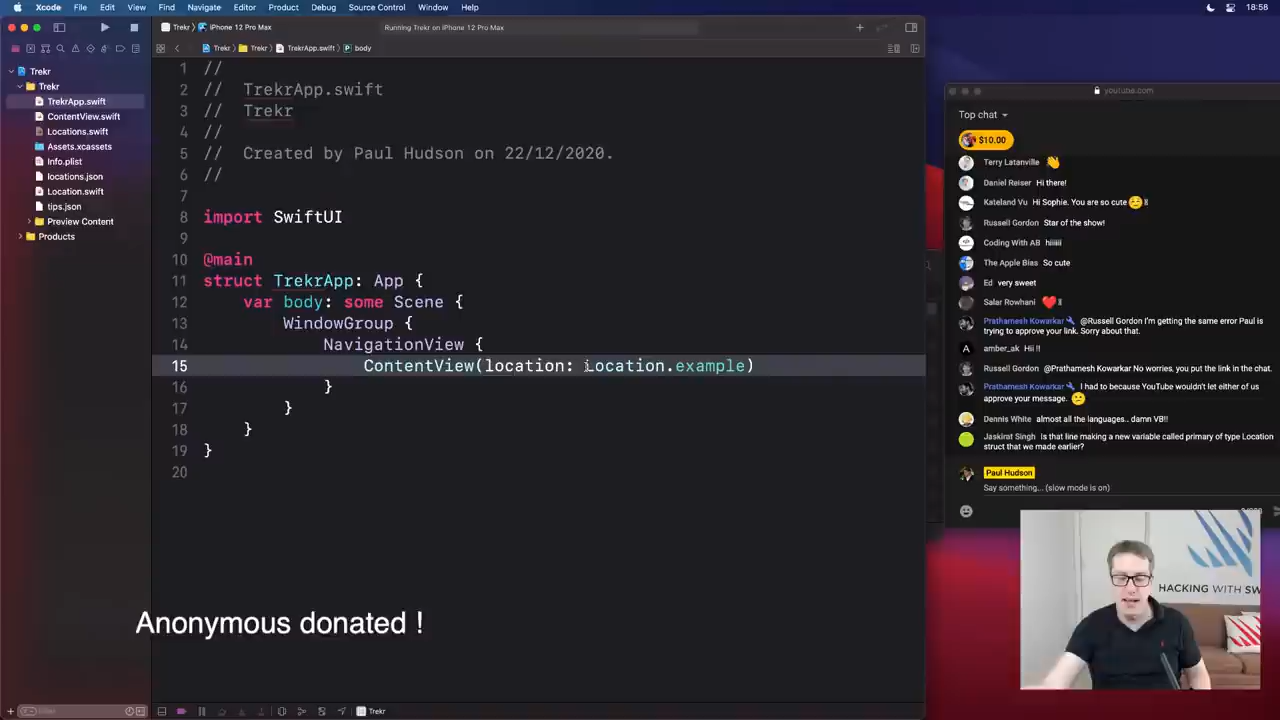 Xcode File Edit View Find Navigate Editor Product Debug Source Control Window Help 18:58
Trekr iPhone 12 Pro Max Running Trekr on iPhone 12 Pro Max
Trekr Trekr TrekrApp.swift body
Trekr
Trekr
TrekrApp.swift
ContentView.swift
Locations.swift
Assets.xcassets
Info.plist
locations.json
Location.swift
tips.json
Preview Content
Products
1 //
2 // TrekrApp.swift
3 // Trekr
4 //
5 // Created by Paul Hudson on 22/12/2020.
6 //
7
8 import SwiftUI
9
10 @main
11 struct TrekrApp: App {
12 var body: some Scene {
13 WindowGroup {
14 NavigationView {
15 ContentView(location: Location.example)
16 }
17 }
18 }
19 }
20
Anonymous donated !
Trekr
youtube.com
Top chat
$10.00
Terry Latanville
Daniel Reiser Hi there!
Kateland Vu Hi Sophie. You are so cute
Russell Gordon Star of the show!
Coding With AB hiiiiii
The Apple Bias So cute
Ed very sweet
Salar Rowhani
Prathamesh Kowarkar @Russell Gordon I'm getting the same error Paul is
trying to approve your link. Sorry about that.
A amber_ak Hii !!
Russell Gordon @Prathamesh Kowarkar No worries, you put the link in the chat.
Prathamesh Kowarkar I had to because YouTube wouldn't let either of us
approve your message.
Dennis White almost all the languages.. damn VB!!
Jaskirat Singh Is that line making a new variable called primary of type Location
struct that we made earlier?
Paul Hudson
Say something... (slow mode is on)
HACKING WITH SW